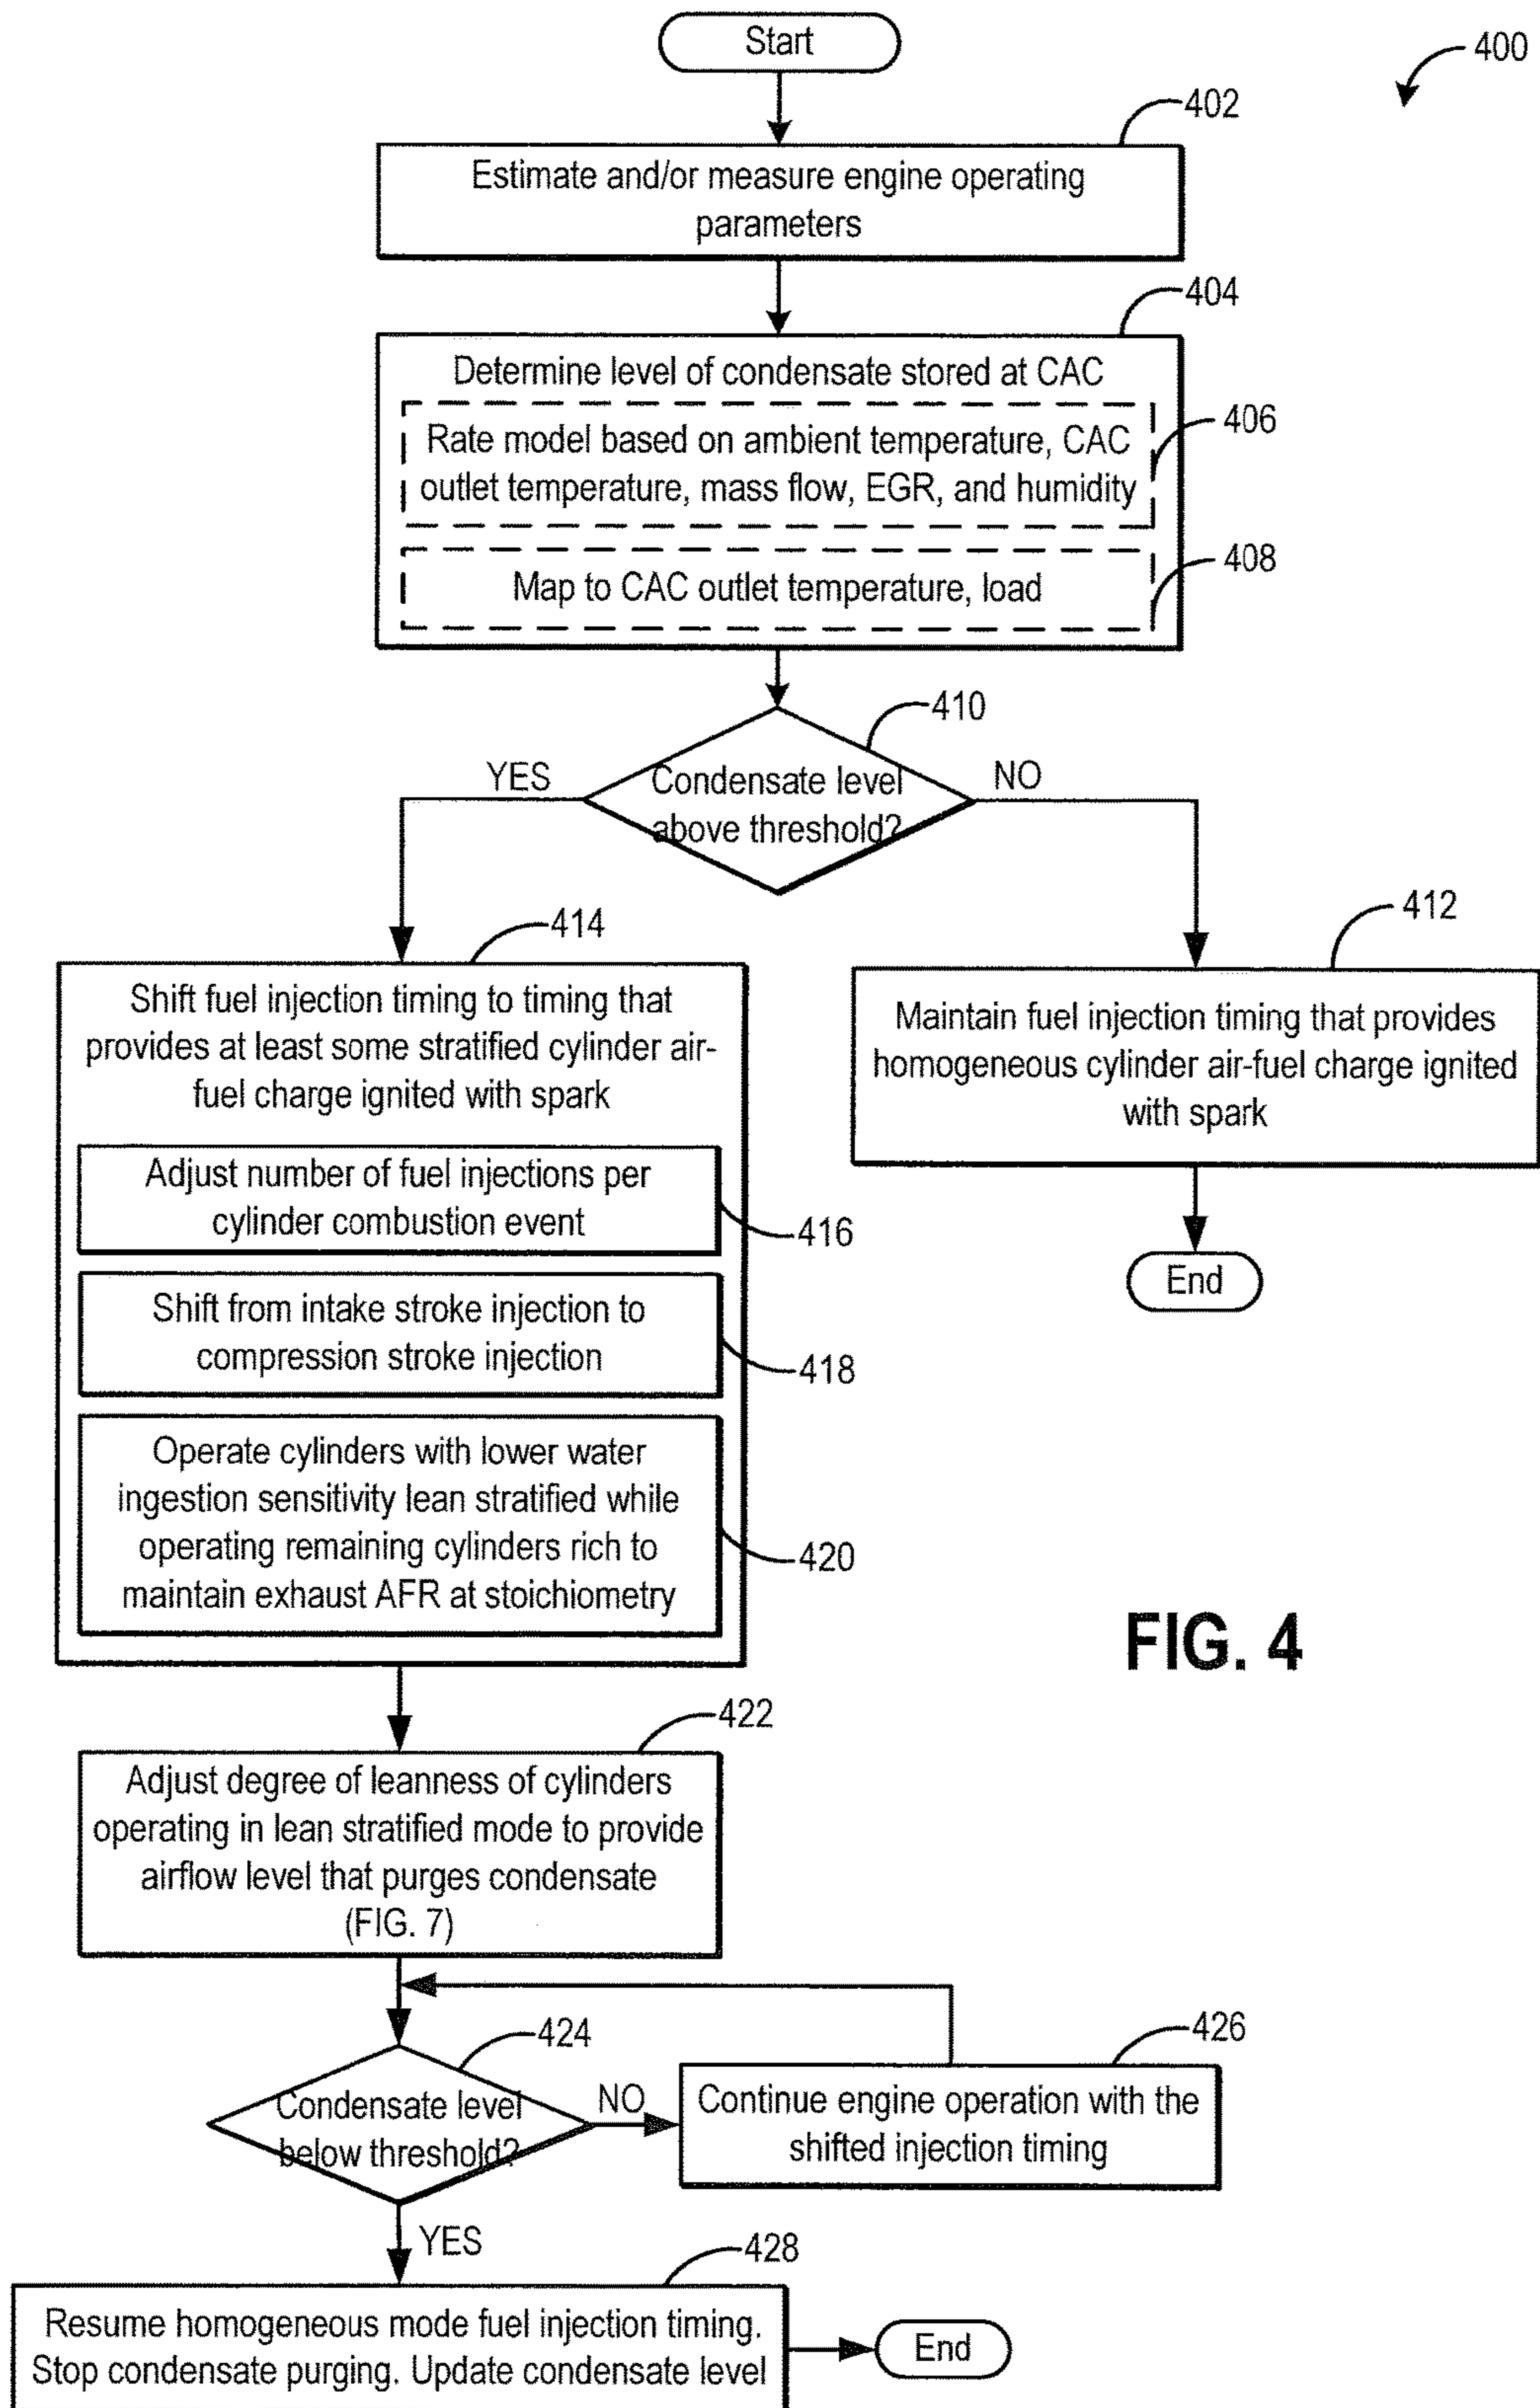 Start
400
402
Estimate and/or measure engine operating
parameters
404
Determine level of condensate stored at CAC
406
Rate model based on ambient temperature, CAC
outlet temperature, mass flow, EGR, and humidity
408
Map to CAC outlet temperature, load
410
YES
NO
Condensate level
above threshold?
414
412
Shift fuel injection timing to timing that
provides at least some stratified cylinder air-
fuel charge ignited with spark
Maintain fuel injection timing that provides
homogeneous cylinder air-fuel charge ignited
with spark
Adjust number of fuel injections per
cylinder combustion event
416
End
Shift from intake stroke injection to
compression stroke injection
418
Operate cylinders with lower water
ingestion sensitivity lean stratified while
operating remaining cylinders rich to
maintain exhaust AFR at stoichiometry
420
FIG. 4
422
Adjust degree of leanness of cylinders
operating in lean stratified mode to provide
airflow level that purges condensate
(FIG. 7)
424
426
Condensate level
below threshold?
NO
Continue engine operation with the
shifted injection timing
YES
428
Resume homogeneous mode fuel injection timing.
Stop condensate purging. Update condensate level
End